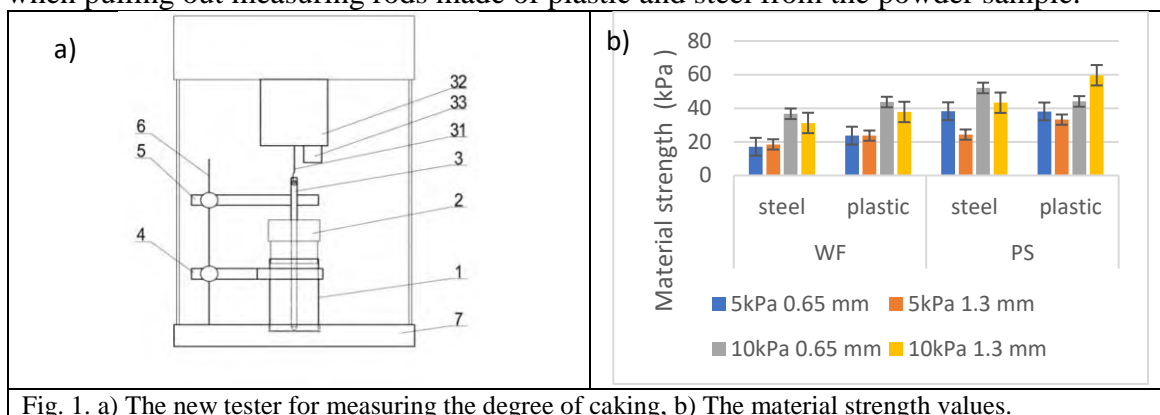 when pulling out measuring rods made of plastic and steel from the powder sample.
a)
32
33
31
6
5
3
2
4
1
7
b)
Material strength (kPa)
80
60
40
20
0
steel
plastic
steel
plastic
WF
PS
5kPa 0.65 mm
5kPa 1.3 mm
10kPa 0.65 mm
10kPa 1.3 mm
Fig. 1. a) The new tester for measuring the degree of caking, b) The material strength values.